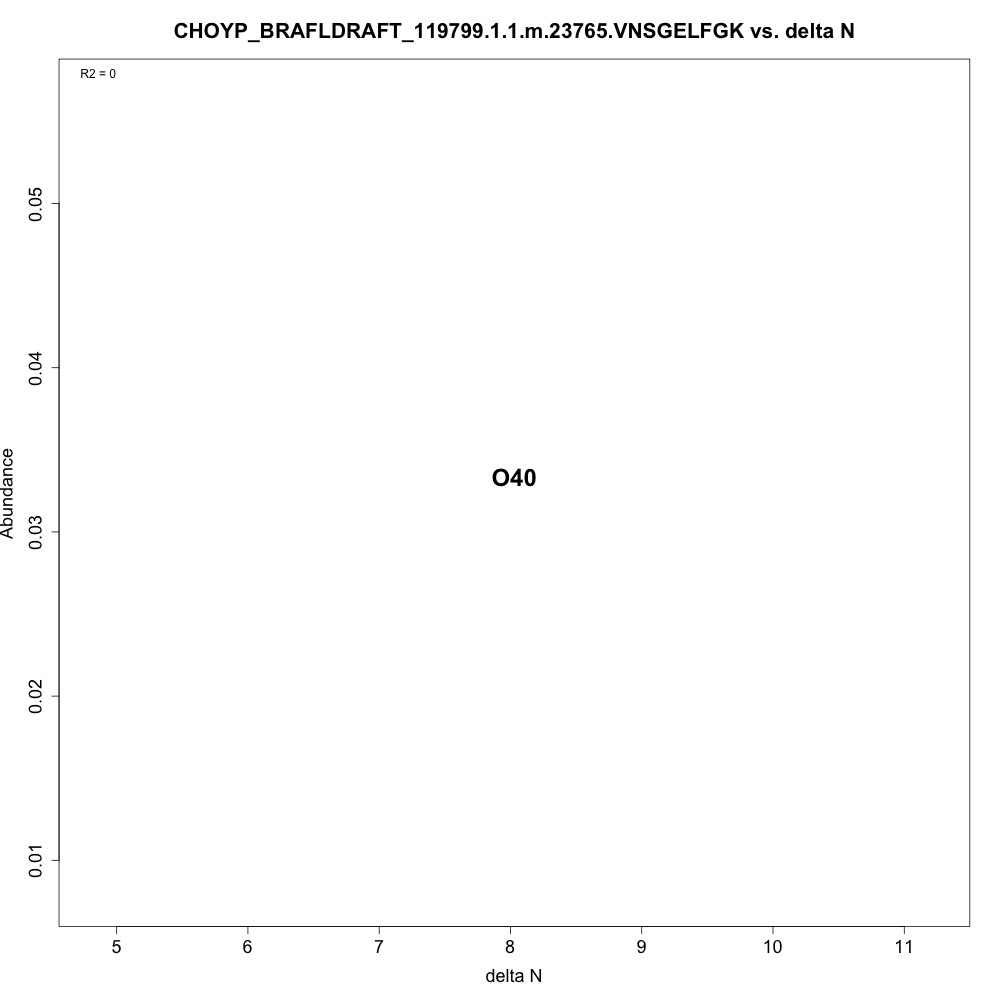 CHOYP_BRAFLDRAFT_119799.1.1.m.23765.VNSGELFGK vs. delta N
R2 = 0
0.05
0.04
Abundance
O40
0.03
0.02
0.01
5 6 7 8 9 10 11
delta N